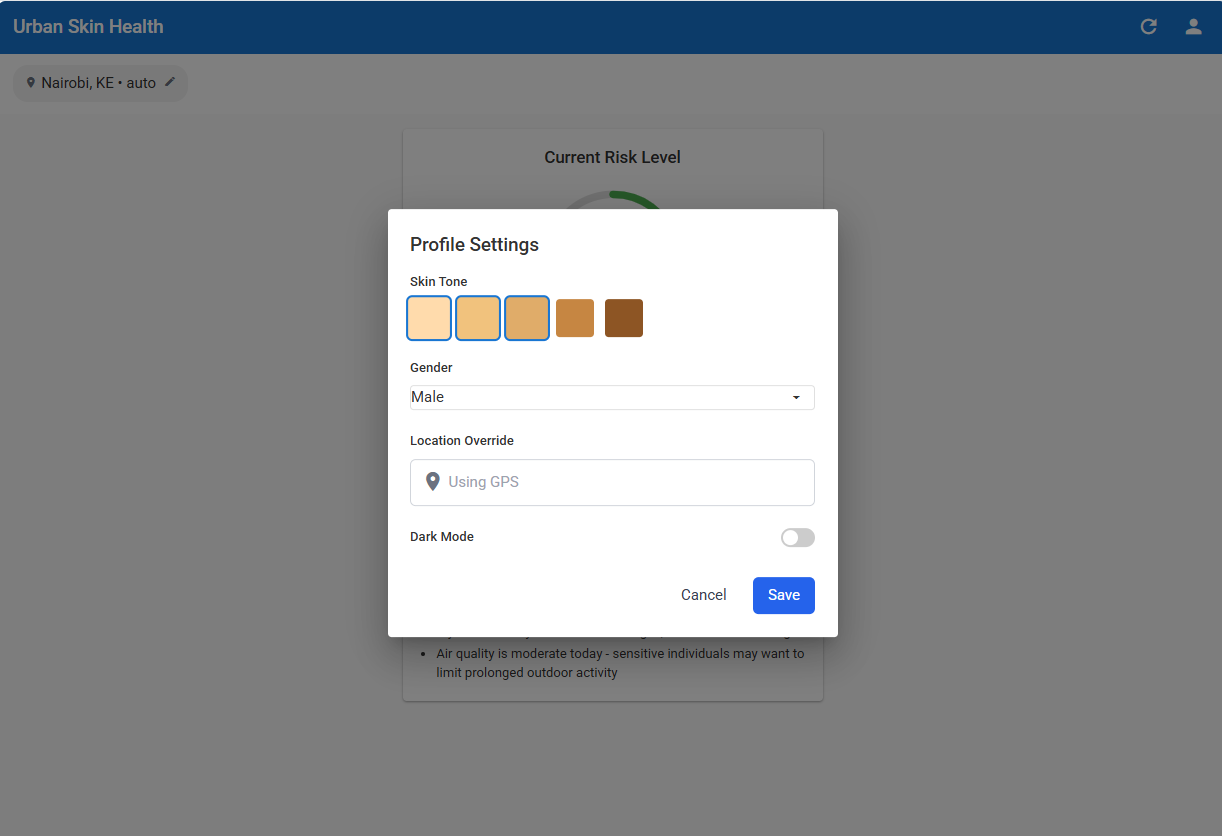 Urban Skin Health
Nairobi, KE • auto
Current Risk Level
Profile Settings
Skin Tone
Gender
Male
Location Override
Using GPS
Dark Mode
Cancel
Save
• Air quality is moderate today - sensitive individuals may want to
limit prolonged outdoor activity